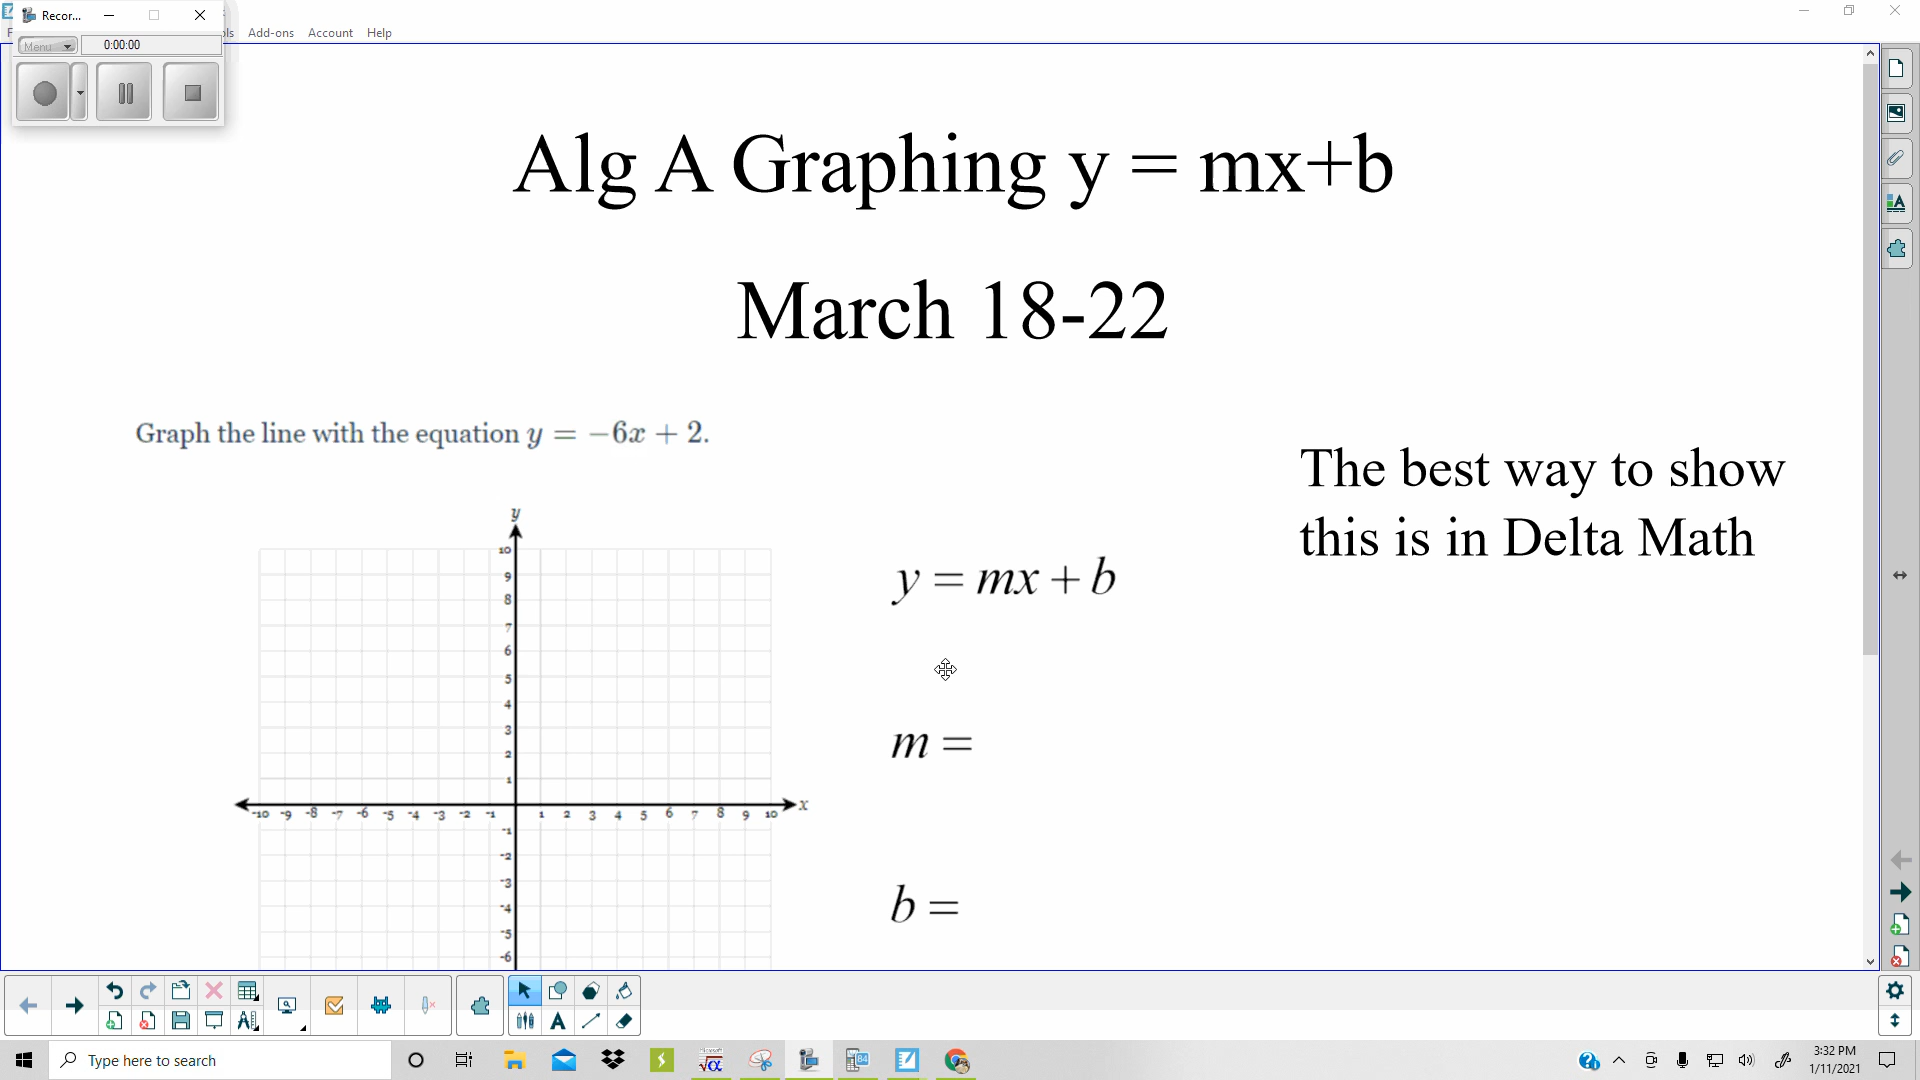 Recor...
Menu
0:00:00
ols Add-ons Account Help
Alg A Graphing y = mx+b
March 18-22
Graph the line with the equation y = −6x + 2.
The best way to show
this is in Delta Math
y
10
9
8
7
6
5
4
3
2
1
-10 -9 -8 -7 -6 -5 -4 -3 -2 -1 1 2 3 4 5 6 7 8 9 10 x
-1
-2
-3
-4
-5
-6
y = mx + b
m =
b =
Type here to search
3:32 PM
1/11/2021